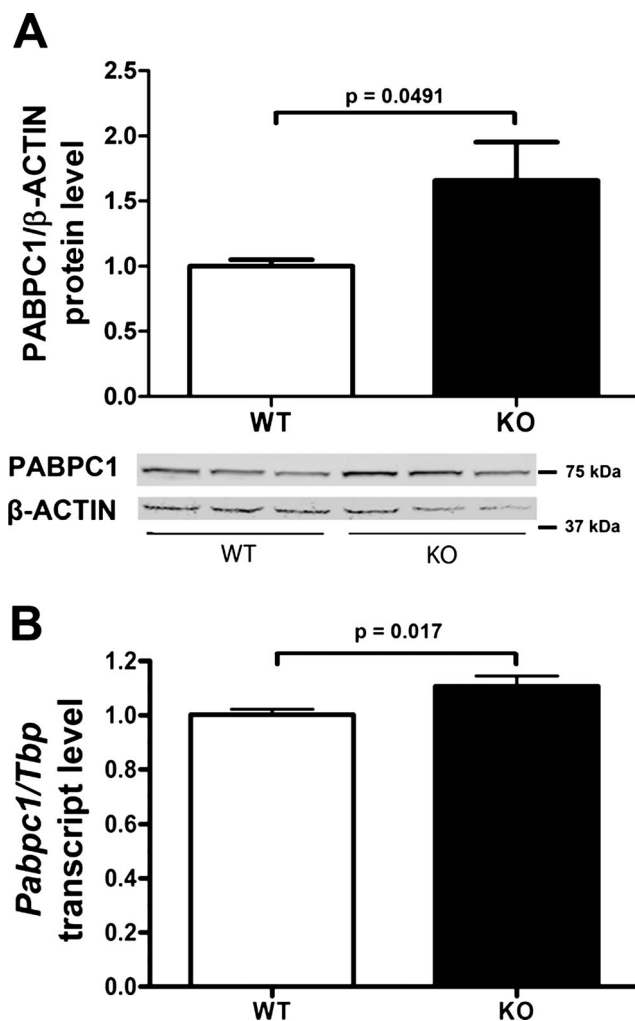 A
PABPC1/β-ACTIN
protein level
2.5
2.0
1.5
1.0
0.5
0.0
p = 0.0491
WT KO
PABPC1
75 kDa
β-ACTIN
37 kDa
WT KO
B
Pabpc1/Tbp
transcript level
1.2
1.0
0.8
0.6
0.4
0.2
0.0
p = 0.017
WT KO